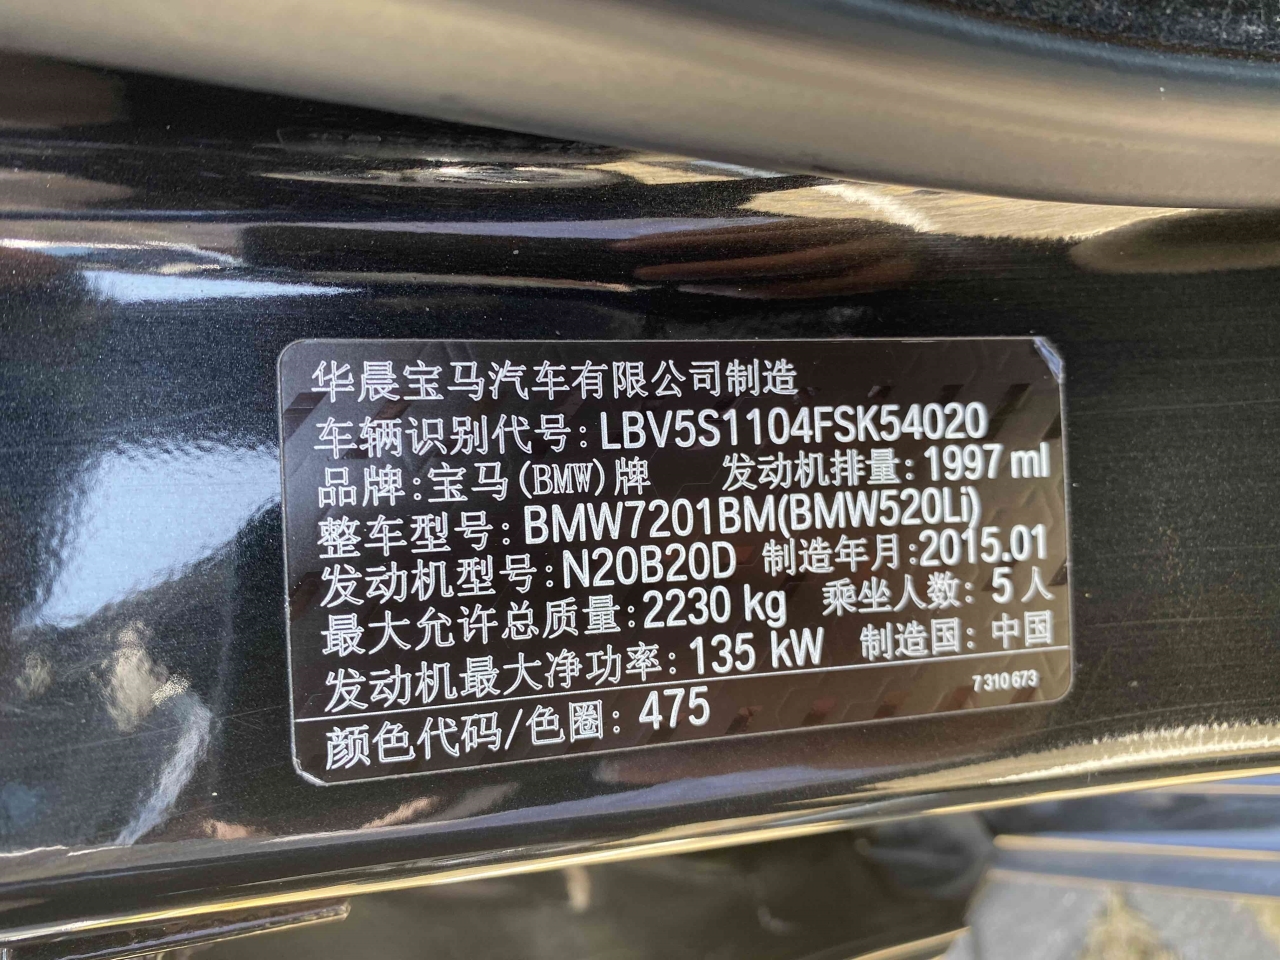 华晨宝马汽车有限公司制造
车辆识别代号:LBV5S1104FSK54020
品牌:宝马(BMW)牌 发动机排量:1997 ml
整车型号:BMW7201BM(BMW520Li)
发动机型号:N20B20D 制造年月:2015.01
最大允许总质量:2230 kg 乘坐人数:5人
发动机最大净功率:135 kW 制造国:中国
7 310 673
颜色代码/色圈:475